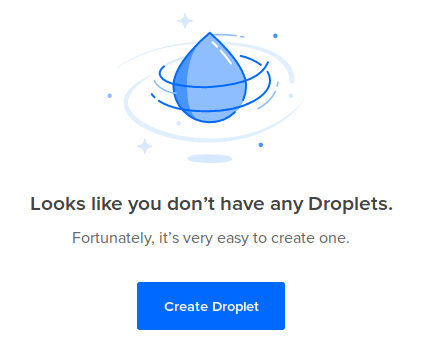 Looks like you don’t have any Droplets.
Fortunately, it’s very easy to create one.
Create Droplet